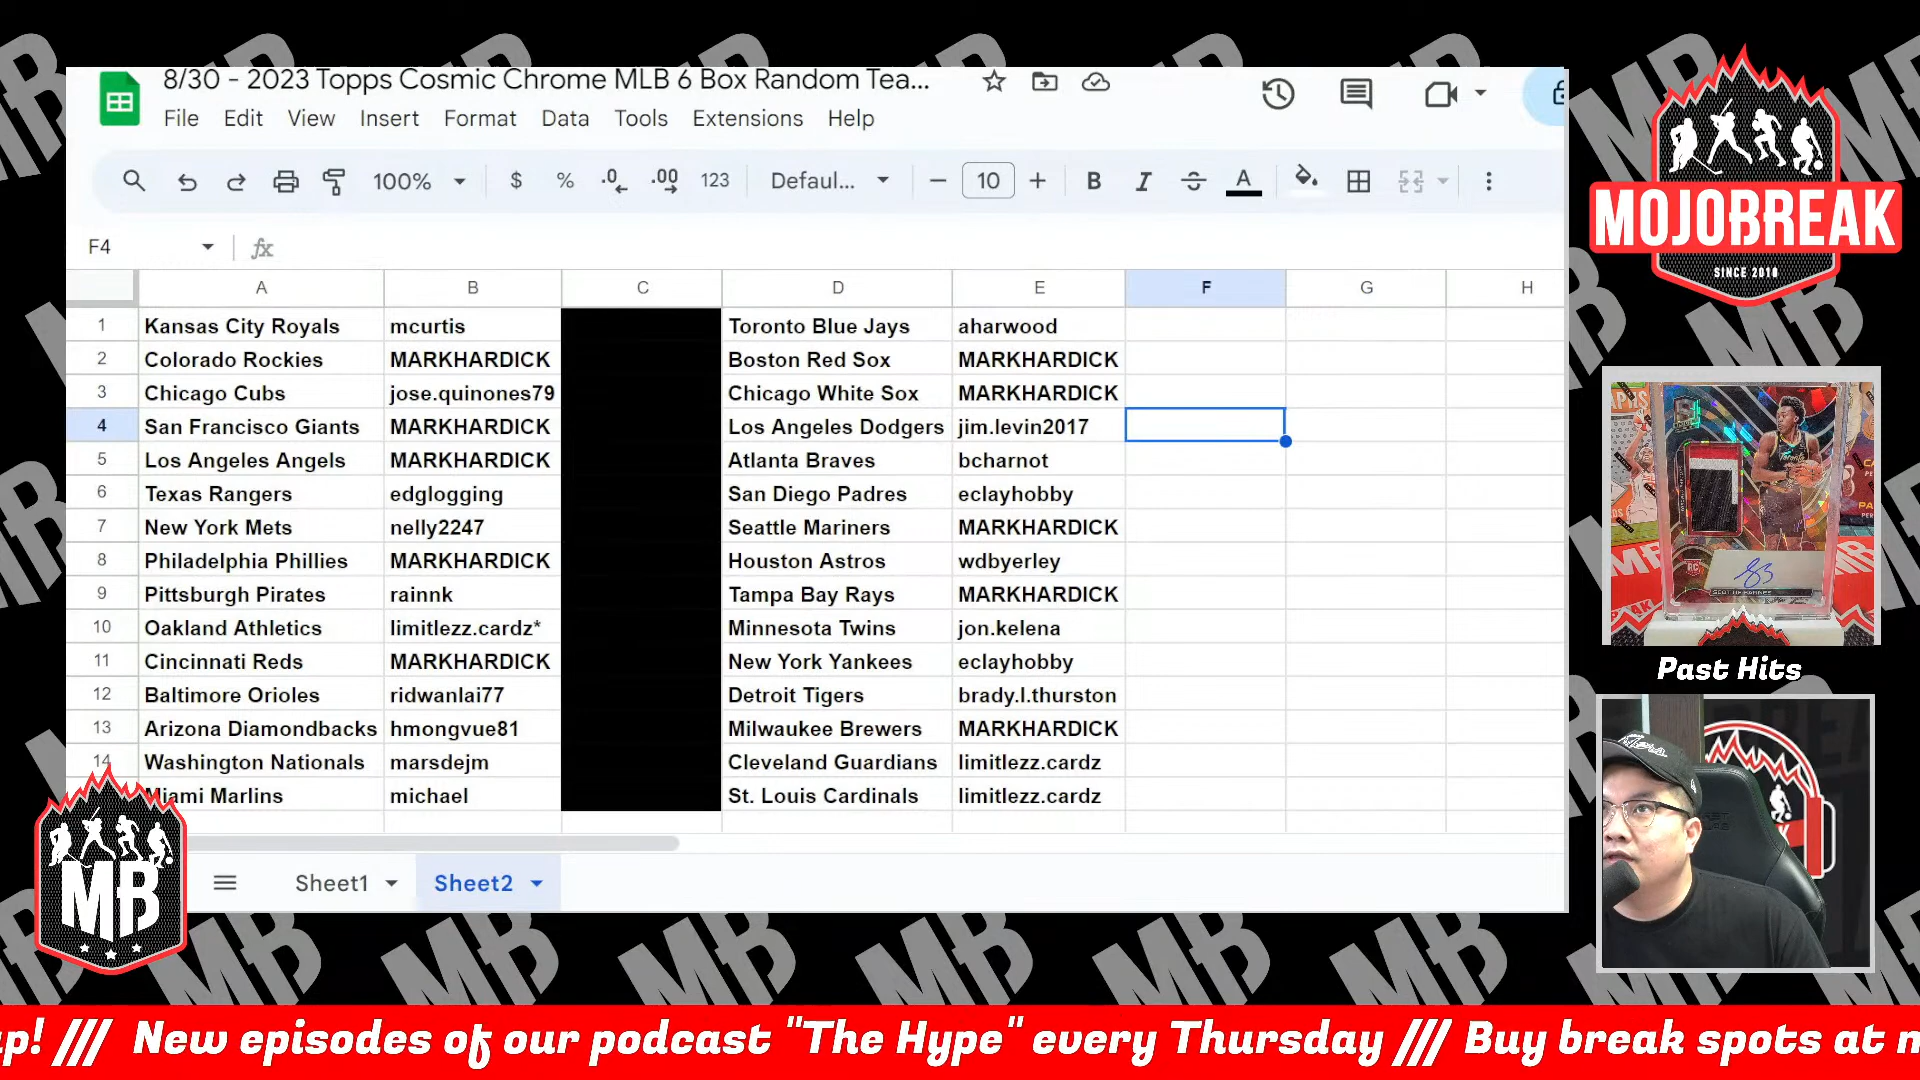 8/30 - 2023 Topps Cosmic Chrome MLB 6 Box Random Tea...
File Edit View Insert Format Data Tools Extensions Help
100% $ % .0 .00 123 Defaul... 10 B I A
F4 fx
A B C D E F G H
1 Kansas City Royals mcurtis Toronto Blue Jays aharwood
2 Colorado Rockies MARKHARDICK Boston Red Sox MARKHARDICK
3 Chicago Cubs jose.quinones79 Chicago White Sox MARKHARDICK
4 San Francisco Giants MARKHARDICK Los Angeles Dodgers jim.levin2017
5 Los Angeles Angels MARKHARDICK Atlanta Braves bcharnot
6 Texas Rangers edglogging San Diego Padres eclayhobby
7 New York Mets nelly2247 Seattle Mariners MARKHARDICK
8 Philadelphia Phillies MARKHARDICK Houston Astros wdbyerley
9 Pittsburgh Pirates rainnk Tampa Bay Rays MARKHARDICK
10 Oakland Athletics limitlezz.cardz* Minnesota Twins jon.kelena
11 Cincinnati Reds MARKHARDICK New York Yankees eclayhobby
12 Baltimore Orioles ridwanlai77 Detroit Tigers brady.l.thurston
13 Arizona Diamondbacks hmongvue81 Milwaukee Brewers MARKHARDICK
14 Washington Nationals marsdejm Cleveland Guardians limitlezz.cardz
Miami Marlins michael St. Louis Cardinals limitlezz.cardz
Sheet1 Sheet2
MB
MOJOBREAK
SINCE 2010
Past Hits
up! /// New episodes of our podcast "The Hype" every Thursday /// Buy break spots at